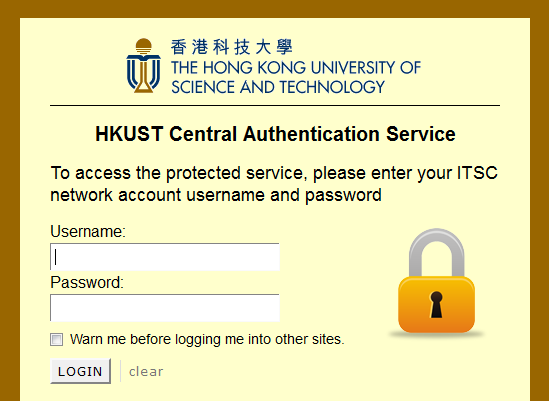 香港科技大學
THE HONG KONG UNIVERSITY OF
SCIENCE AND TECHNOLOGY
HKUST Central Authentication Service
To access the protected service, please enter your ITSC
network account username and password
Username:
Password:
Warn me before logging me into other sites.
LOGIN clear